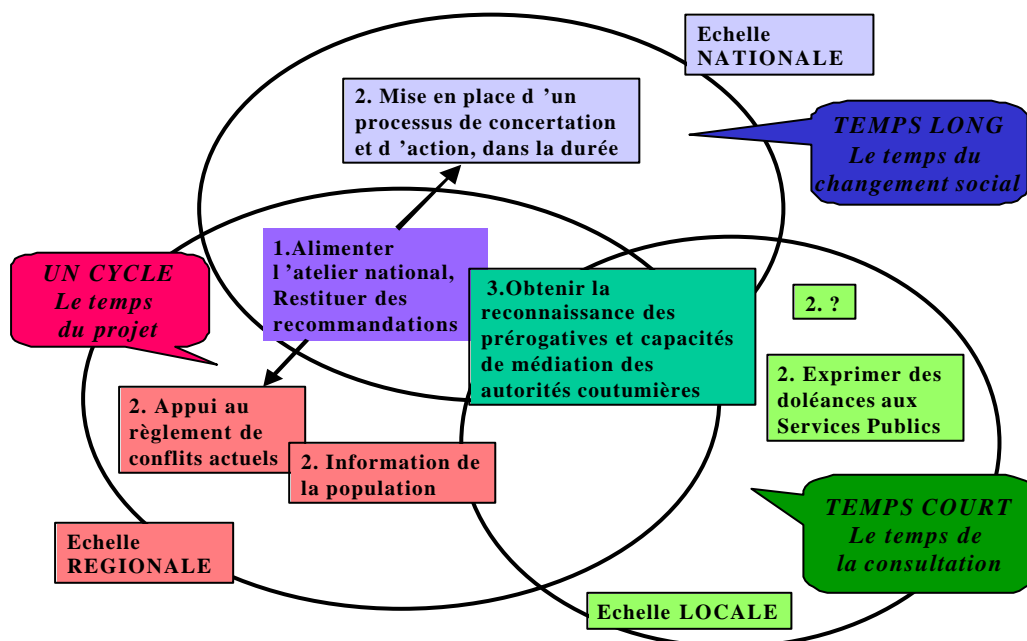 Echelle
NATIONALE
2. Mise en place d ’un
processus de concertation
et d ’action, dans la durée
TEMPS LONG
Le temps du
changement social
1.Alimenter
l ’atelier national,
Restituer des
recommandations
UN CYCLE
Le temps
du projet
3.Obtenir la
reconnaissance des
prérogatives et capacités
de médiation des
autorités coutumières
2. ?
2. Exprimer des
doléances aux
Services Publics
2. Appui au
règlement de
conflits actuels
2. Information de
la population
TEMPS COURT
Le temps de
la consultation
Echelle
REGIONALE
Echelle LOCALE